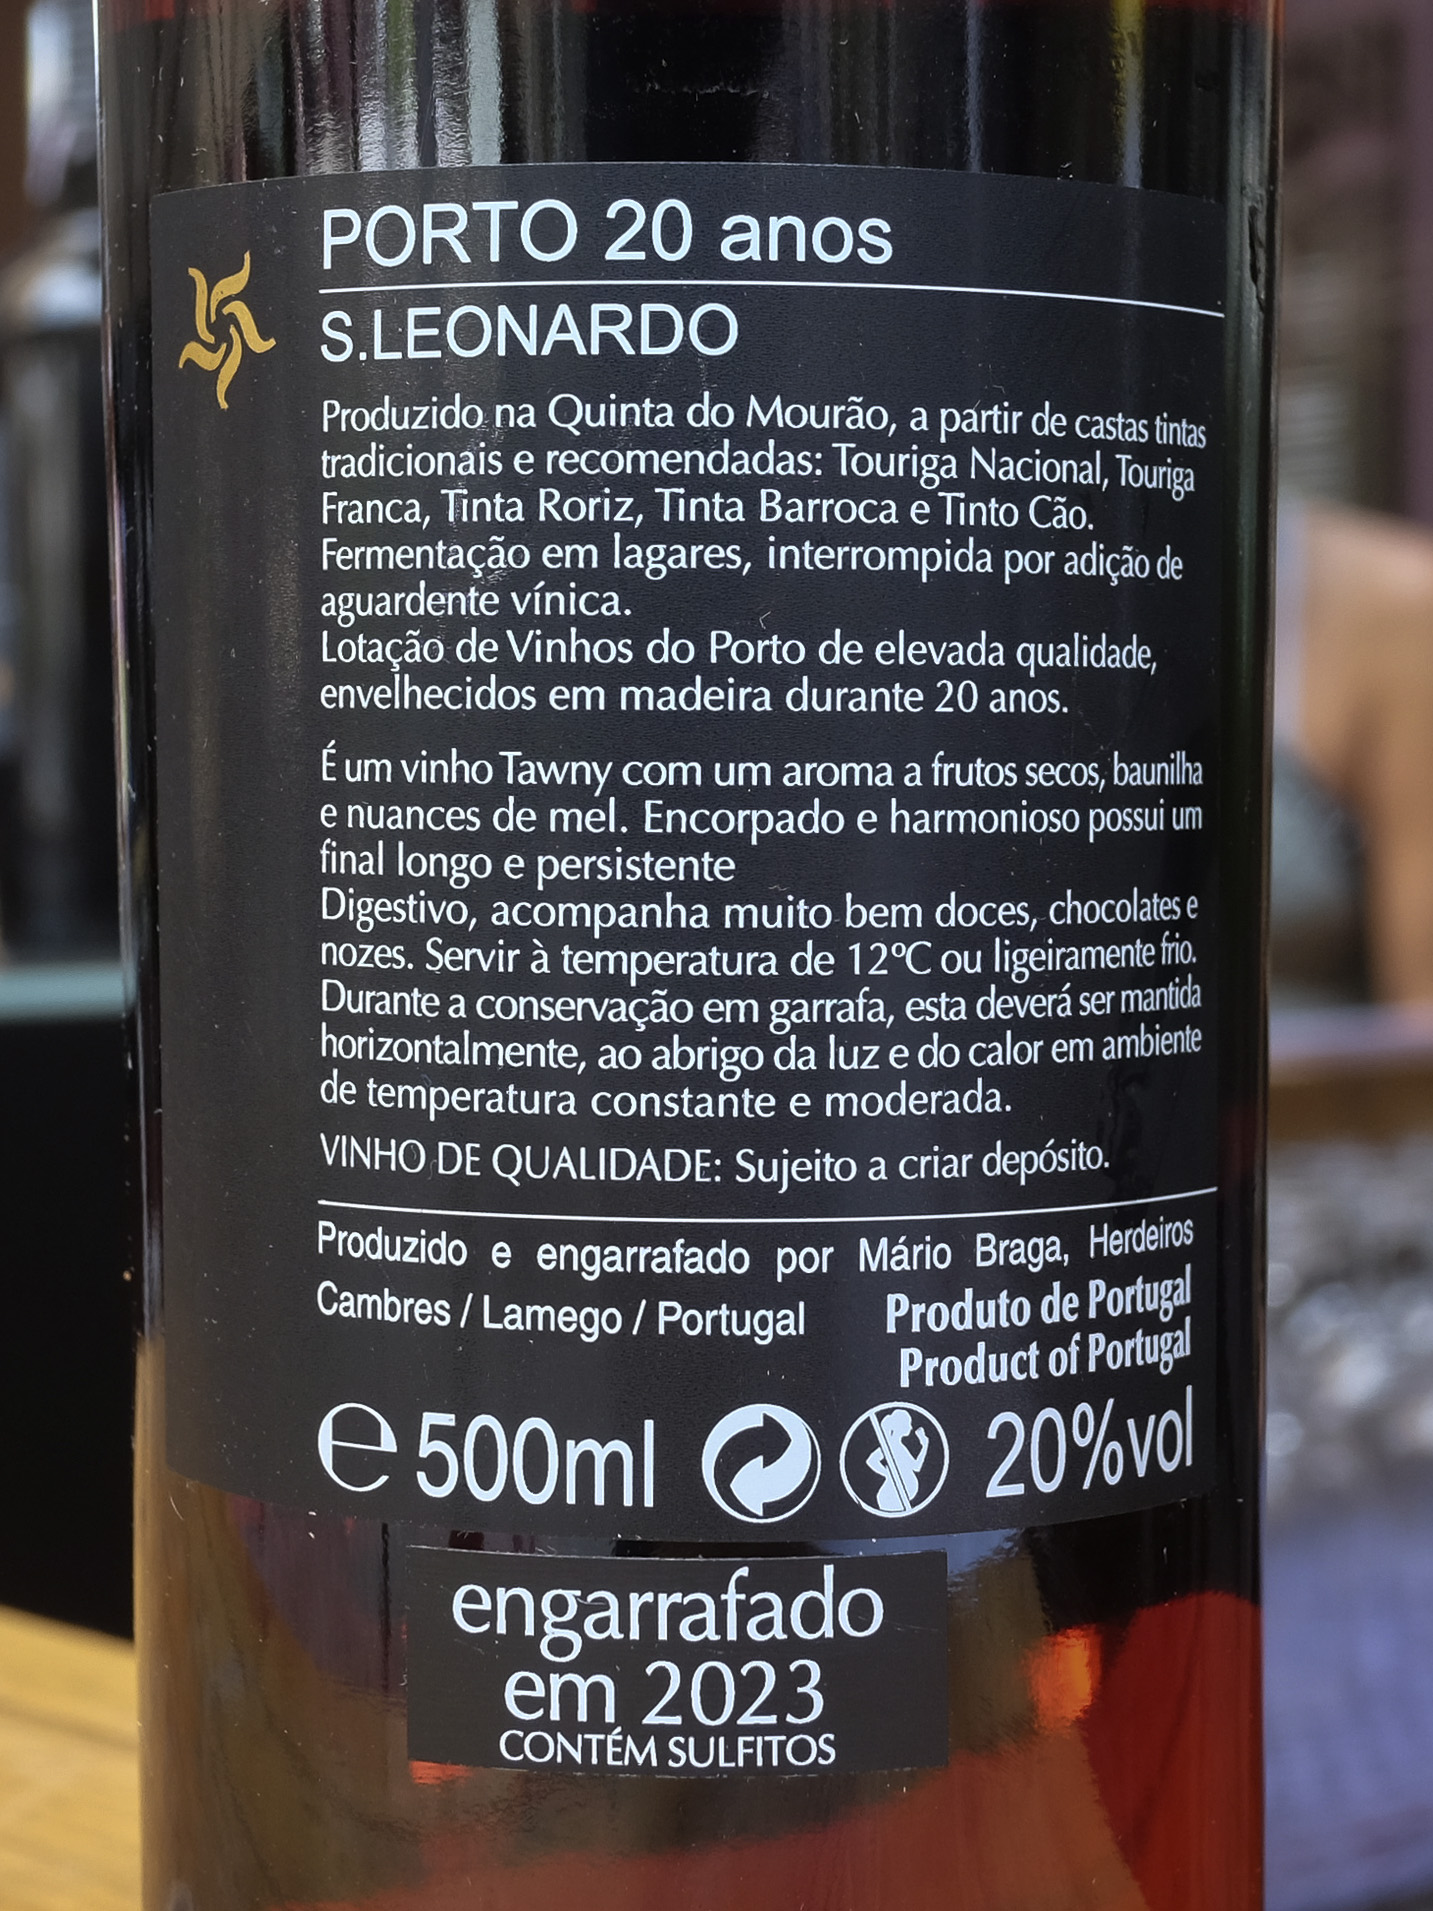 PORTO 20 anos
S.LEONARDO
Produzido na Quinta do Mourão, a partir de castas tintas
tradicionais e recomendadas: Touriga Nacional, Touriga
Franca, Tinta Roriz, Tinta Barroca e Tinto Cão.
Fermentação em lagares, interrompida por adição de
aguardente vínica.
Lotação de Vinhos do Porto de elevada qualidade,
envelhecidos em madeira durante 20 anos.
É um vinho Tawny com um aroma a frutos secos, baunilha
e nuances de mel. Encorpado e harmonioso possui um
final longo e persistente
Digestivo, acompanha muito bem doces, chocolates e
nozes. Servir à temperatura de 12ºC ou ligeiramente frio.
Durante a conservação em garrafa, esta deverá ser mantida
horizontalmente, ao abrigo da luz e do calor em ambiente
de temperatura constante e moderada.
VINHO DE QUALIDADE: Sujeito a criar depósito.
Produzido e engarrafado por Mário Braga, Herdeiros
Cambres / Lamego / Portugal
Produto de Portugal
Product of Portugal
℮ 500ml 20%vol
engarrafado
em 2023
CONTÉM SULFITOS